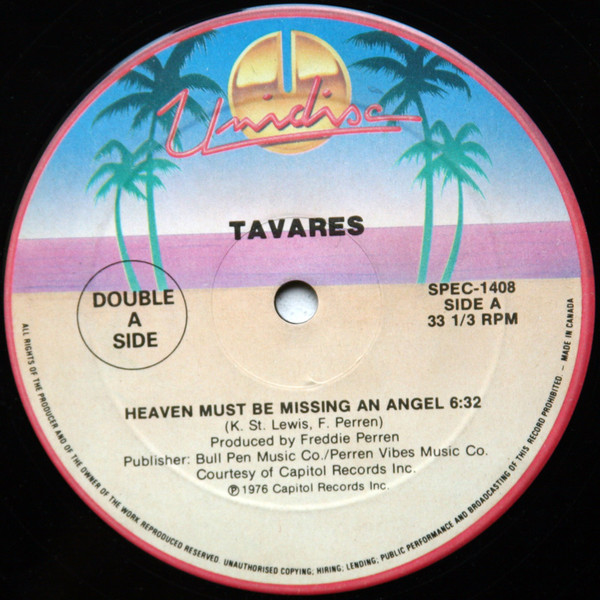 Unidisc
TAVARES
DOUBLE
A
SIDE
SPEC-1408
SIDE A
33 1/3 RPM
HEAVEN MUST BE MISSING AN ANGEL 6:32
(K. St. Lewis, F. Perren)
Produced by Freddie Perren
Publisher: Bull Pen Music Co./Perren Vibes Music Co.
Courtesy of Capitol Records Inc.
℗1976 Capitol Records Inc.
ALL RIGHTS OF THE PRODUCER AND OF THE OWNER OF THE WORK REPRODUCED RESERVED. UNAUTHORISED COPYING; HIRING; LENDING, PUBLIC PERFORMANCE AND BROADCASTING OF THIS RECORD PROHIBITED. – MADE IN CANADA